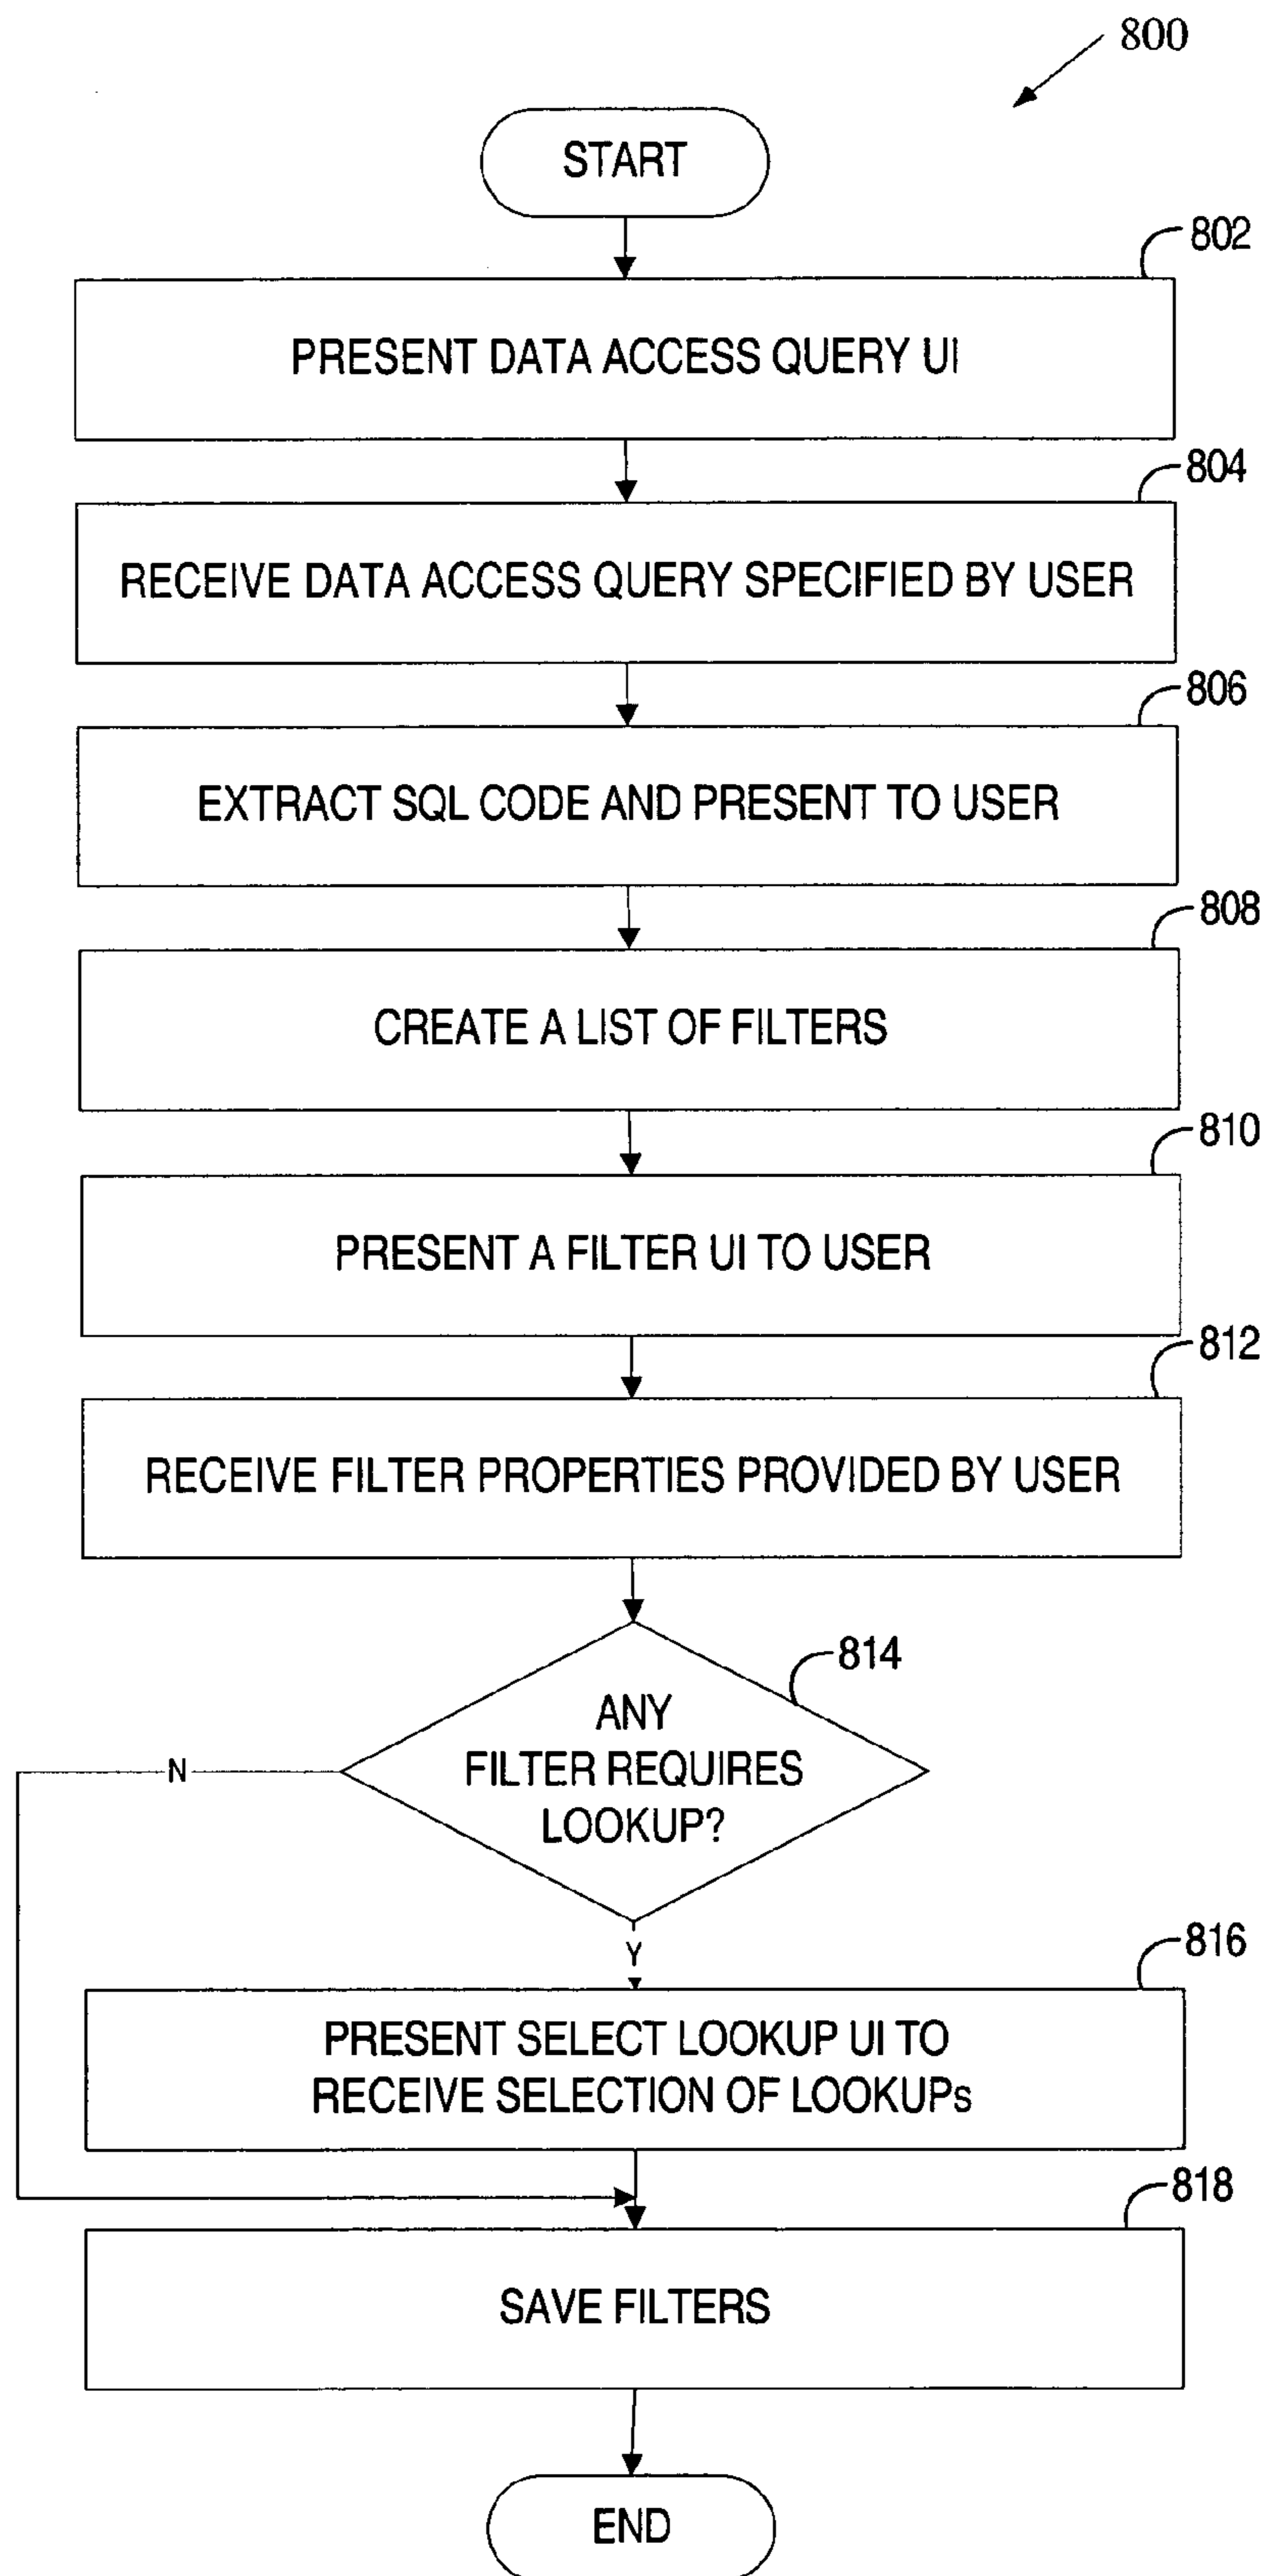 800
START
802
PRESENT DATA ACCESS QUERY UI
804
RECEIVE DATA ACCESS QUERY SPECIFIED BY USER
806
EXTRACT SQL CODE AND PRESENT TO USER
808
CREATE A LIST OF FILTERS
810
PRESENT A FILTER UI TO USER
812
RECEIVE FILTER PROPERTIES PROVIDED BY USER
814
ANY
FILTER REQUIRES
LOOKUP?
N
Y
816
PRESENT SELECT LOOKUP UI TO
RECEIVE SELECTION OF LOOKUPs
818
SAVE FILTERS
END